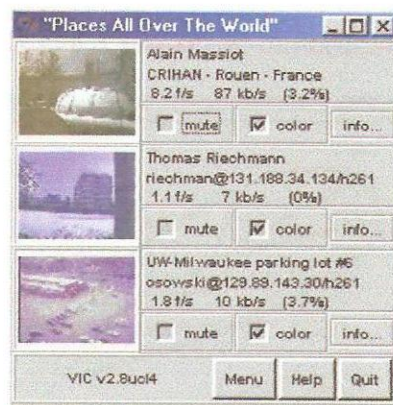 "Places All Over The World"
Alain Massiot
CRIHAN - Rouen - France
8.2 f/s 87 kb/s (3.2%)
mute color info...
Thomas Riechmann
riechman@131.188.34.134/h261
1.1 f/s 7 kb/s (0%)
mute color info...
UW-Milwaukee parking lot #6
osowski@129.89.143.30/h261
1.8 f/s 10 kb/s (3.7%)
mute color info...
VIC v2.8ucl4 Menu Help Quit